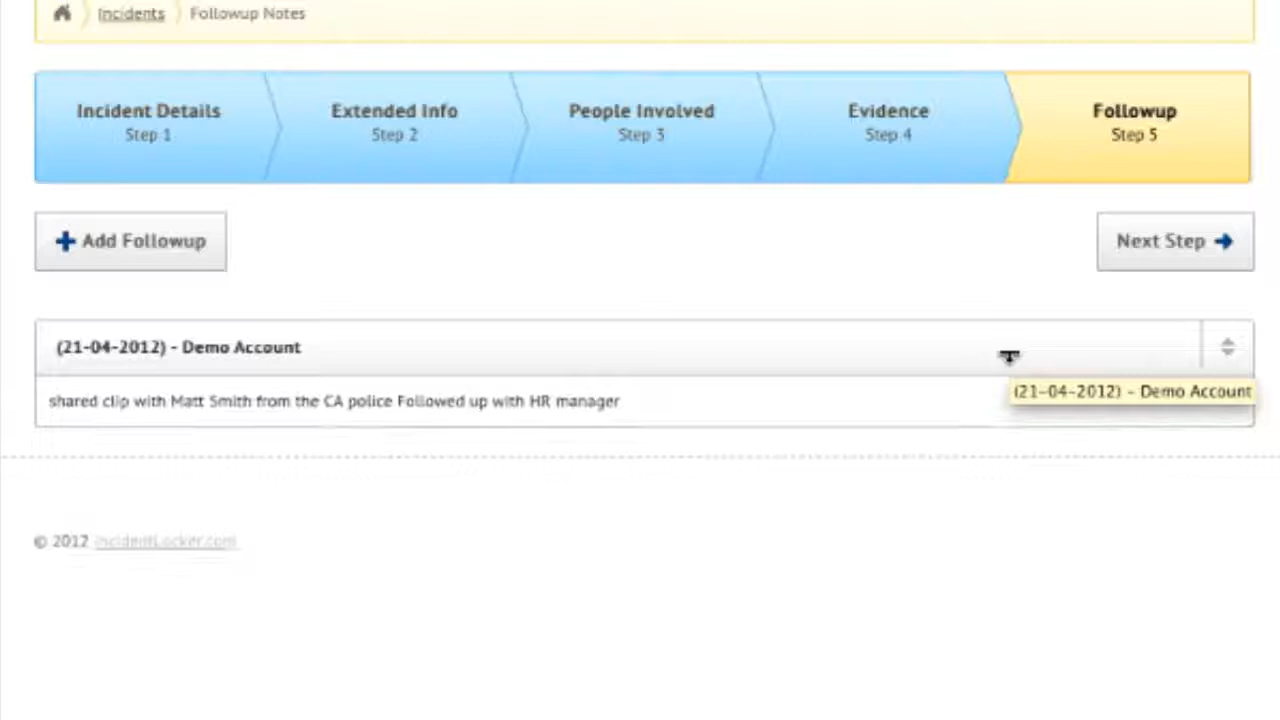 Incidents Followup Notes
Incident Details Extended Info People Involved Evidence Followup
Step 1 Step 2 Step 3 Step 4 Step 5
Add Followup Next Step
(21-04-2012) - Demo Account
(21-04-2012) - Demo Account
shared clip with Matt Smith from the CA police Followed up with HR manager
© 2012 IncidentLocker.com